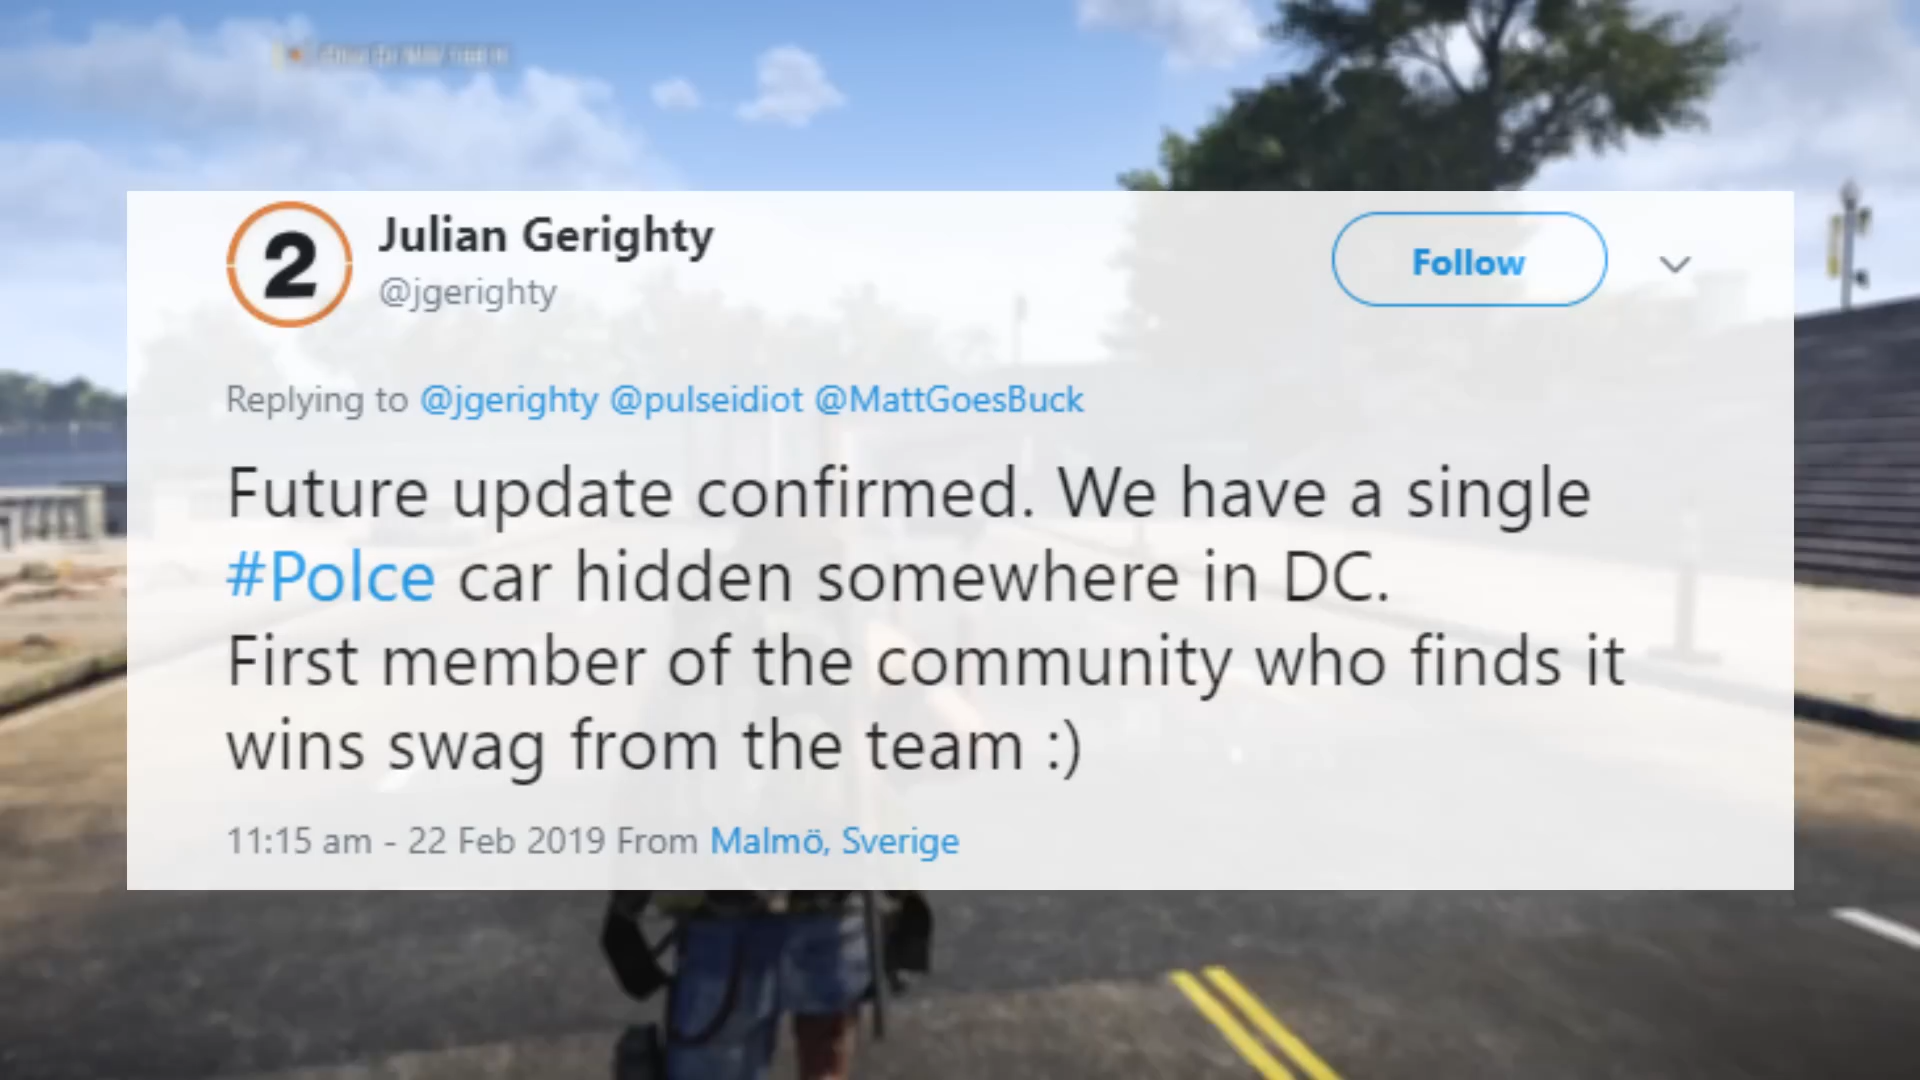 2
Julian Gerighty
@jgerighty
Follow
Replying to @jgerighty @pulseidiot @MattGoesBuck
Future update confirmed. We have a single
#Polce car hidden somewhere in DC.
First member of the community who finds it
wins swag from the team :)
11:15 am - 22 Feb 2019 From Malmö, Sverige